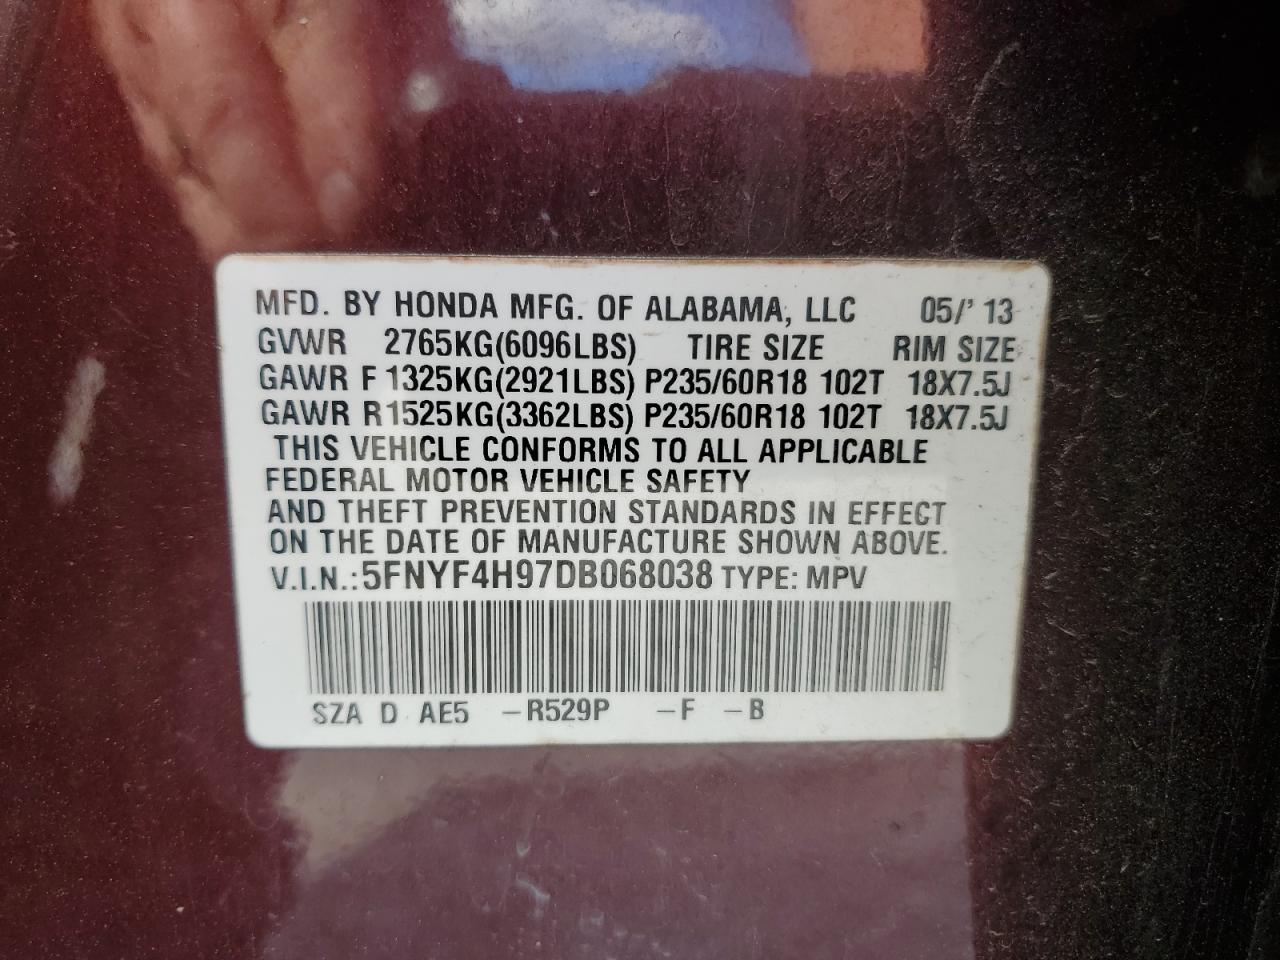 MFD. BY HONDA MFG. OF ALABAMA, LLC 05/' 13
GVWR 2765KG(6096LBS) TIRE SIZE RIM SIZE
GAWR F 1325KG(2921LBS) P235/60R18 102T 18X7.5J
GAWR R1525KG(3362LBS) P235/60R18 102T 18X7.5J
THIS VEHICLE CONFORMS TO ALL APPLICABLE
FEDERAL MOTOR VEHICLE SAFETY
AND THEFT PREVENTION STANDARDS IN EFFECT
ON THE DATE OF MANUFACTURE SHOWN ABOVE.
V.I.N.:5FNYF4H97DB068038 TYPE: MPV
SZA D AE5 –R529P –F –B